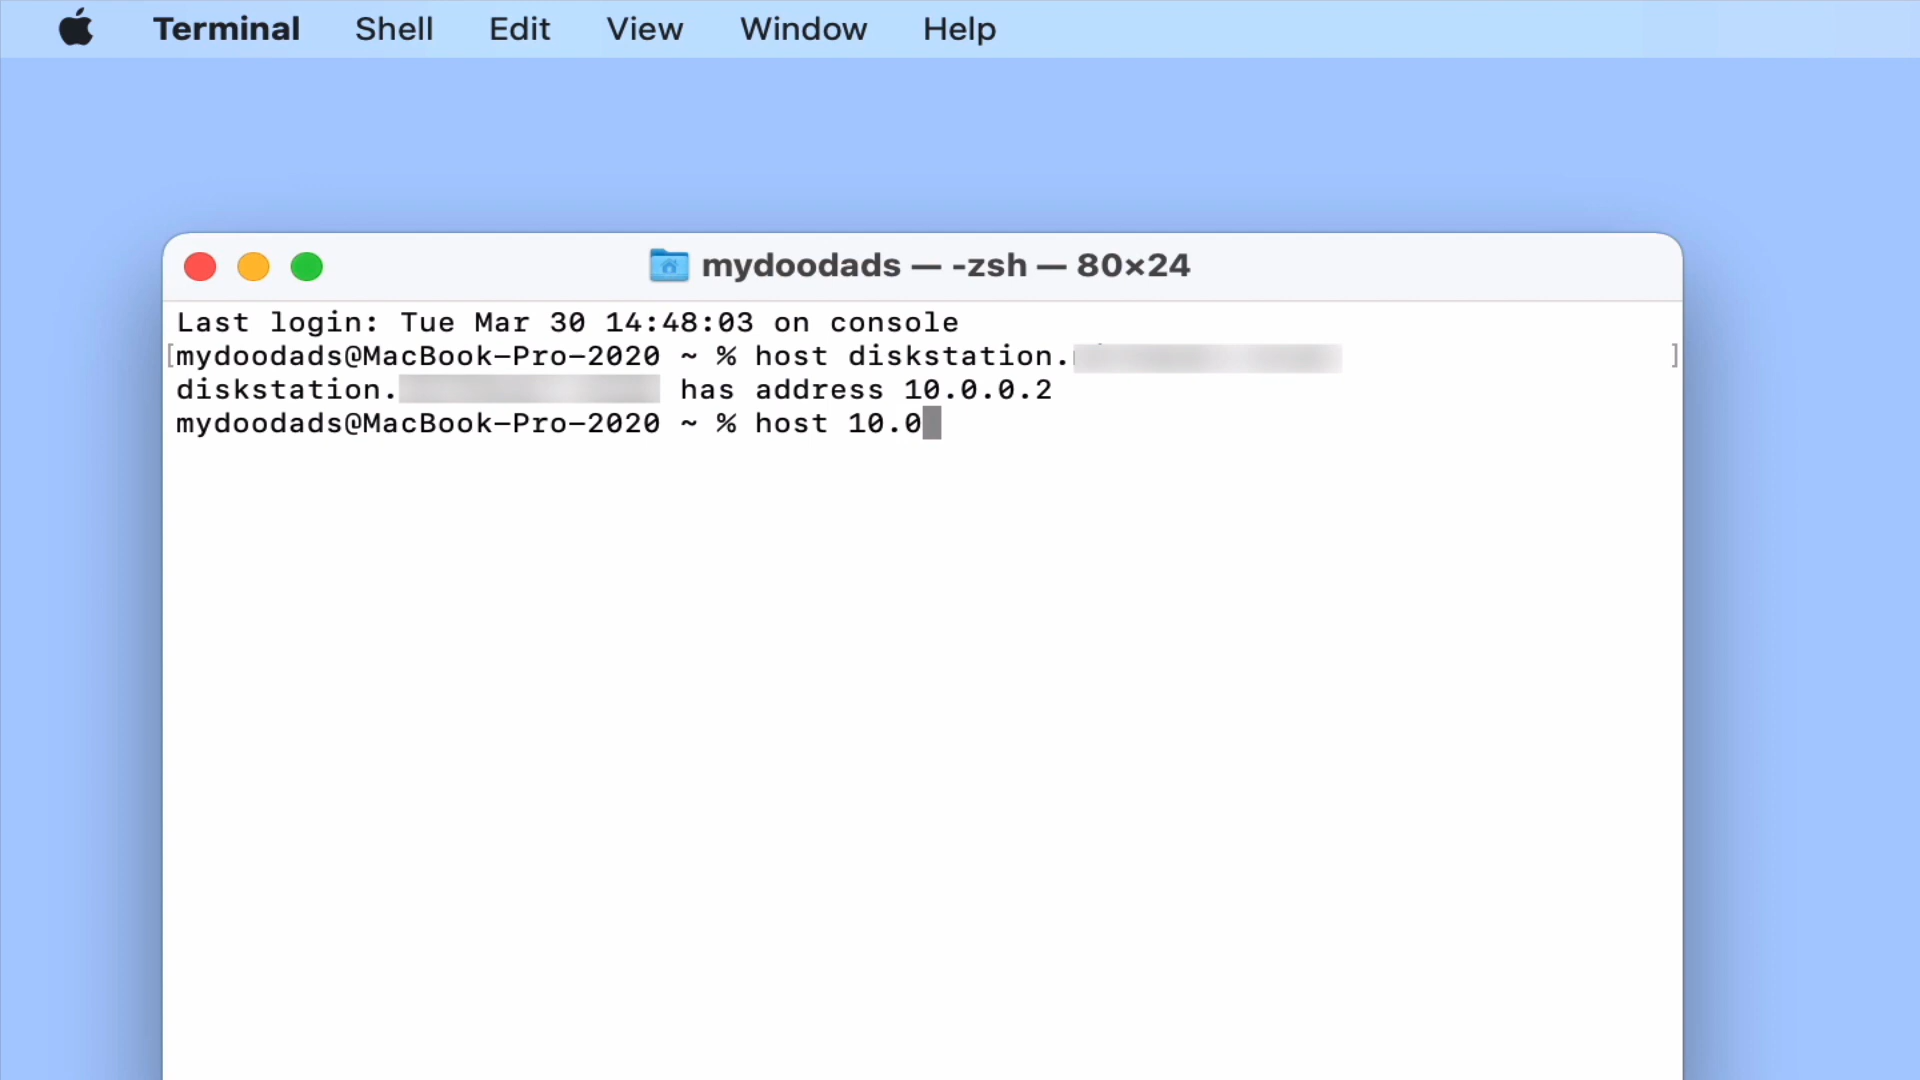 Terminal Shell Edit View Window Help
mydoodads — -zsh — 80×24
Last login: Tue Mar 30 14:48:03 on console
[mydoodads@MacBook-Pro-2020 ~ % host diskstation. ]
diskstation. has address 10.0.0.2
mydoodads@MacBook-Pro-2020 ~ % host 10.0